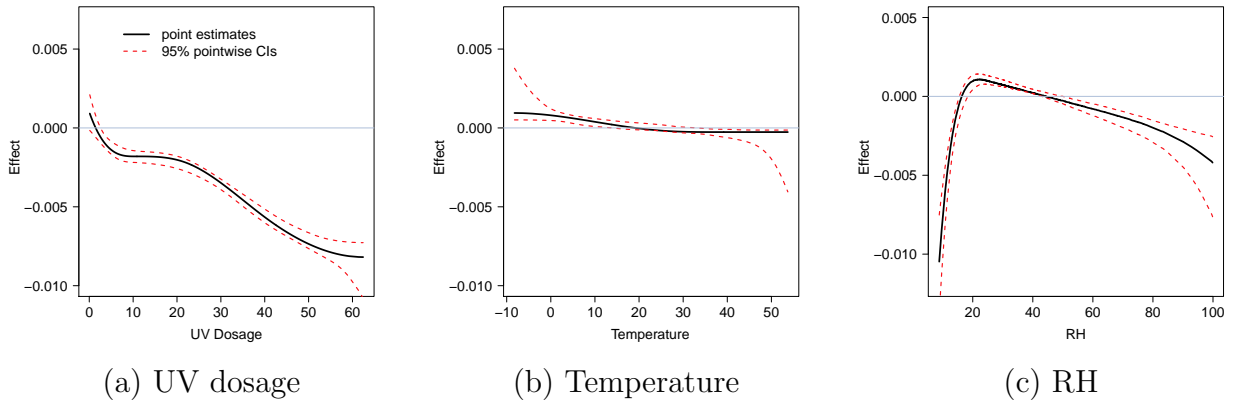 0.005
0.000
−0.005
−0.010
Effect
point estimates
95% pointwise CIs
0 10 20 30 40 50 60
UV Dosage
(a) UV dosage
0.005
0.000
−0.005
−0.010
Effect
−10 0 10 20 30 40 50
Temperature
(b) Temperature
0.005
0.000
−0.005
−0.010
Effect
20 40 60 80 100
RH
(c) RH